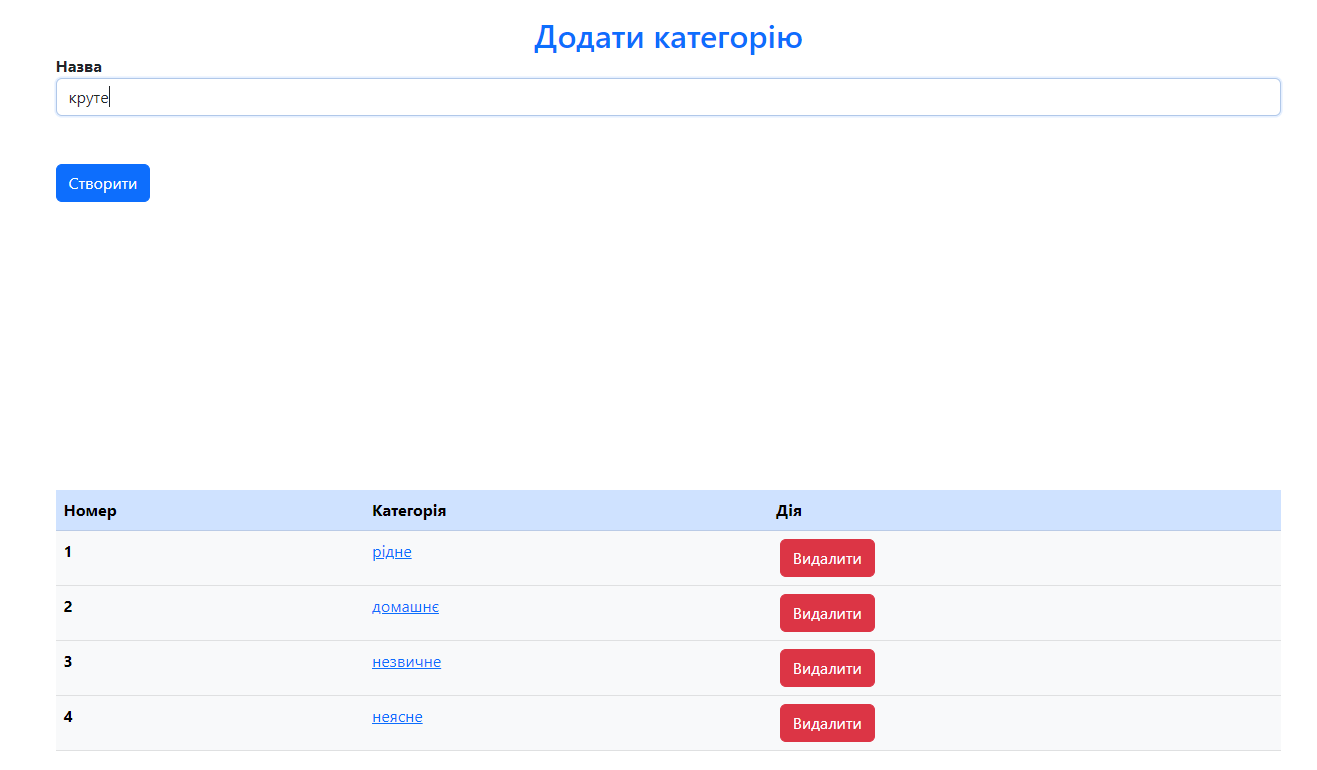 Додати категорію
Назва
круте
Створити
Номер Категорія Дія
1 рідне Видалити
2 домашнє Видалити
3 незвичне Видалити
4 неясне Видалити